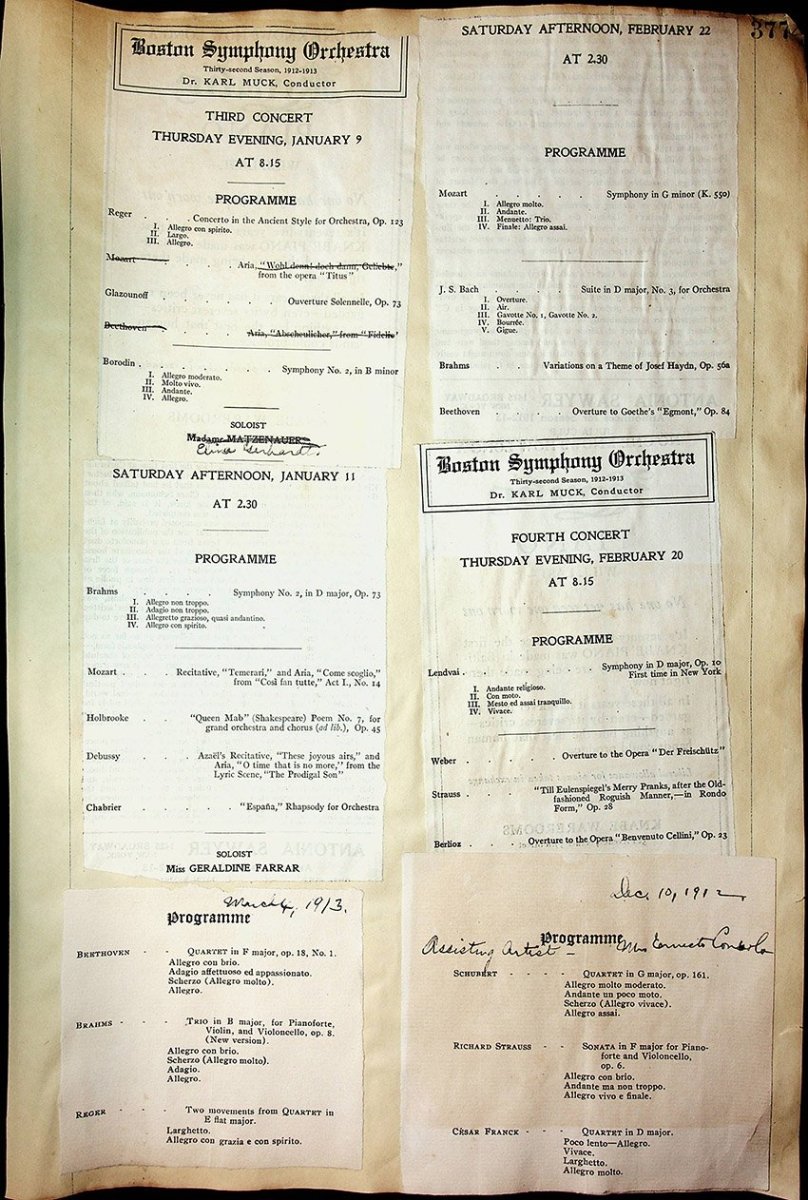 377
Boston Symphony Orchestra
Thirty-second Season, 1912-1913
Dr. KARL MUCK, Conductor
THIRD CONCERT
THURSDAY EVENING, JANUARY 9
AT 8.15
PROGRAMME
Reger . . . Concerto in the Ancient Style for Orchestra, Op. 123
I. Allegro con spirito.
II. Largo.
III. Allegro.
Mozart . . . . Aria, "Wohl denn! doch dann, Geliebte,"
from the opera "Titus"
Glazounoff . . . . . Ouverture Solennelle, Op. 73
Beethoven . . . . Aria, "Abscheulicher," from "Fidelio"
Borodin . . . . . . . Symphony No. 2, in B minor
I. Allegro moderato.
II. Molto vivo.
III. Andante.
IV. Allegro.
SOLOIST
Madame MATZENAUER
Elena Gerhardt.
SATURDAY AFTERNOON, JANUARY 11
AT 2.30
PROGRAMME
Brahms . . . . . Symphony No. 2, in D major, Op. 73
I. Allegro non troppo.
II. Adagio non troppo.
III. Allegretto grazioso, quasi andantino.
IV. Allegro con spirito.
Mozart . . . Recitative, "Temerari," and Aria, "Come scoglio,"
from "Così fan tutte," Act I., No. 14
Holbrooke . . "Queen Mab" (Shakespeare) Poem No. 7, for
grand orchestra and chorus (ad lib.), Op. 45
Debussy . . . Azaël's Recitative, "These joyous airs," and
Aria, "O time that is no more," from the
Lyric Scene, "The Prodigal Son"
Chabrier . . . . . "España," Rhapsody for Orchestra
SOLOIST
Miss GERALDINE FARRAR
March 4, 1913.
Programme
BEETHOVEN - - QUARTET in F major, op. 18, No. 1.
Allegro con brio.
Adagio affettuoso ed appassionato.
Scherzo (Allegro molto).
Allegro.
BRAHMS - - - TRIO in B major, for Pianoforte,
Violin, and Violoncello, op. 8.
(New version).
Allegro con brio.
Scherzo (Allegro molto).
Adagio.
Allegro.
REGER - - - Two movements from QUARTET in
E flat major.
Larghetto.
Allegro con grazia e con spirito.
SATURDAY AFTERNOON, FEBRUARY 22
AT 2.30
PROGRAMME
Mozart . . . . . Symphony in G minor (K. 550)
I. Allegro molto.
II. Andante.
III. Menuetto: Trio.
IV. Finale: Allegro assai.
J. S. Bach . . . . Suite in D major, No. 3, for Orchestra
I. Overture.
II. Air.
III. Gavotte No. 1, Gavotte No. 2.
IV. Bourrée.
V. Gigue.
Brahms . . . Variations on a Theme of Josef Haydn, Op. 56a
Beethoven . . . . Overture to Goethe's "Egmont," Op. 84
Boston Symphony Orchestra
Thirty-second Season, 1912-1913
Dr. KARL MUCK, Conductor
FOURTH CONCERT
THURSDAY EVENING, FEBRUARY 20
AT 8.15
PROGRAMME
Lendvai . . . . . . Symphony in D major, Op. 10
First time in New York
I. Andante religioso.
II. Con moto.
III. Mesto ed assai tranquillo.
IV. Vivace.
Weber . . . . . Overture to the Opera "Der Freischütz"
Strauss . . . . "Till Eulenspiegel's Merry Pranks, after the Old-
fashioned Roguish Manner,—in Rondo
Form," Op. 28
Berlioz . . . . Overture to the Opera "Benvenuto Cellini," Op. 23
Dec. 10, 1912
Programme
Assisting Artist — Ernesto Consolo
SCHUBERT - - - - QUARTET in G major, op. 161.
Allegro molto moderato.
Andante un poco moto.
Scherzo (Allegro vivace).
Allegro assai.
RICHARD STRAUSS - - SONATA in F major for Piano-
forte and Violoncello,
op. 6.
Allegro con brio.
Andante ma non troppo.
Allegro vivo e finale.
CÉSAR FRANCK - - - QUARTET in D major.
Poco lento—Allegro.
Vivace.
Larghetto.
Allegro molto.